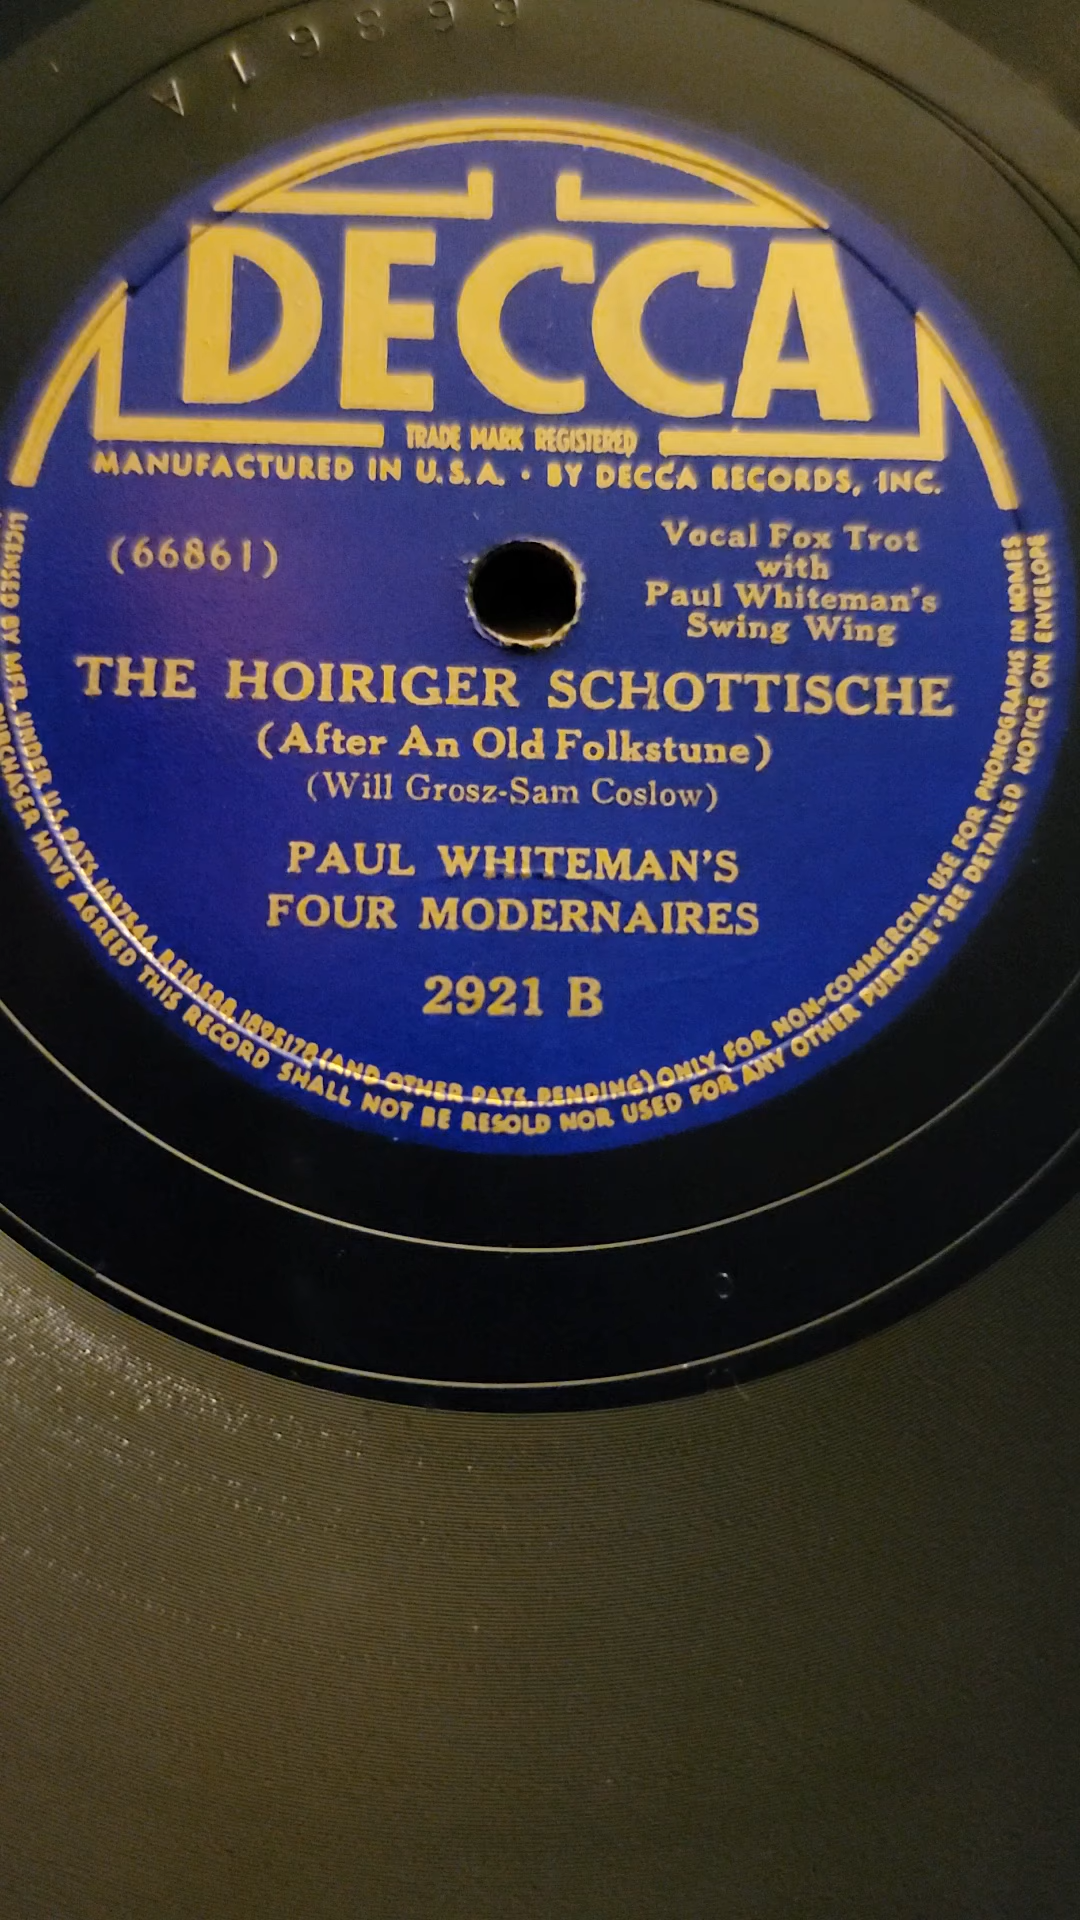 DECCA
TRADE MARK REGISTERED
MANUFACTURED IN U.S.A. • BY DECCA RECORDS, INC.
(66861)
Vocal Fox Trot
with
Paul Whiteman's
Swing Wing
THE HOIRIGER SCHOTTISCHE
(After An Old Folkstune)
(Will Grosz-Sam Coslow)
PAUL WHITEMAN'S
FOUR MODERNAIRES
2921 B
LICENSED BY MFR. UNDER U.S. PATS. 1637544, RE16588, 1895178 (AND OTHER PATS. PENDING) ONLY FOR NON-COMMERCIAL USE FOR PHONOGRAPHS IN HOMES
PURCHASER HAVE AGREED THIS RECORD SHALL NOT BE RESOLD NOR USED FOR ANY OTHER PURPOSE • SEE DETAILED NOTICE ON ENVELOPE